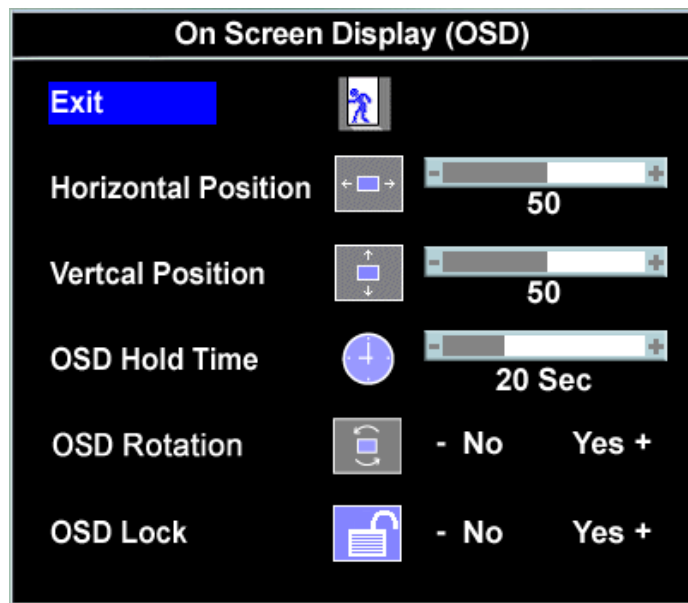 On Screen Display (OSD)
Exit
Horizontal Position - +
50
Vertcal Position - +
50
OSD Hold Time - +
20 Sec
OSD Rotation - No Yes +
OSD Lock - No Yes +